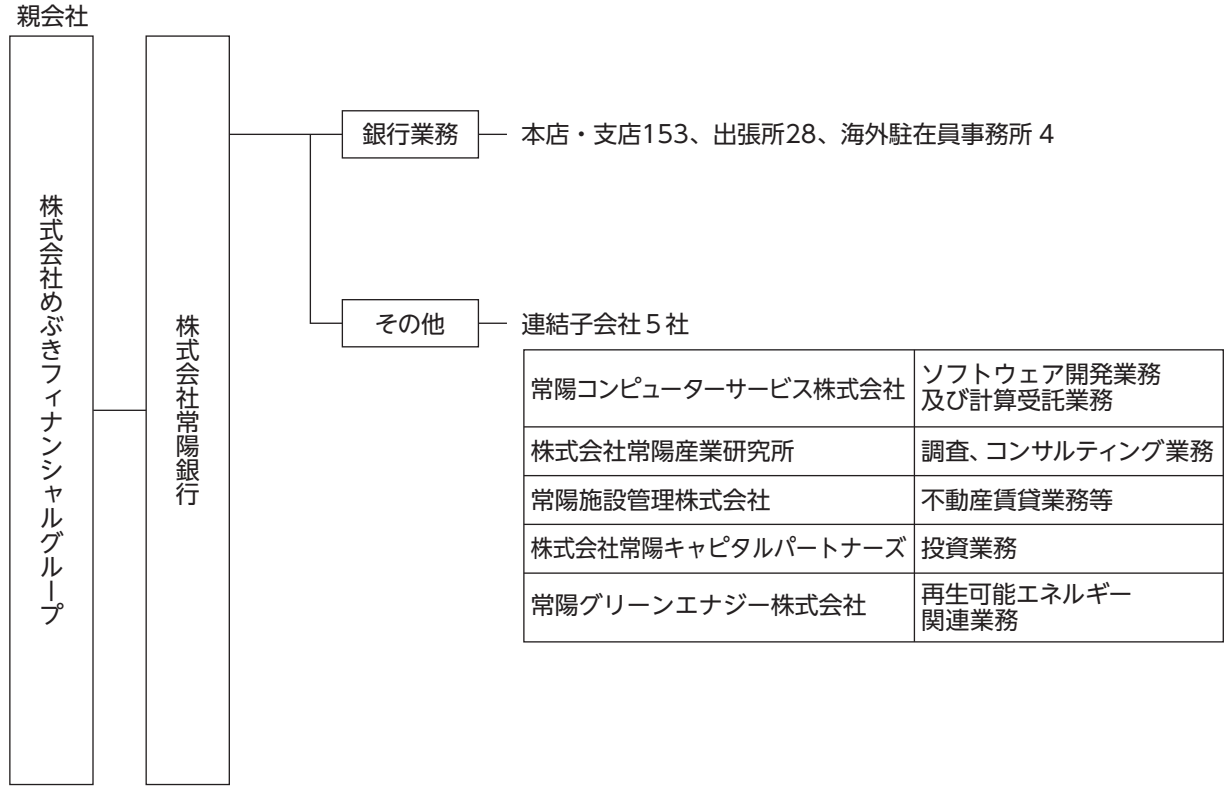 親会社
株式会社めぶきフィナンシャルグループ
株式会社常陽銀行
銀行業務
本店・支店153、出張所28、海外駐在員事務所 4
その他
連結子会社５社
常陽コンピューターサービス株式会社
ソフトウェア開発業務
及び計算受託業務
株式会社常陽産業研究所
調査、コンサルティング業務
常陽施設管理株式会社
不動産賃貸業務等
株式会社常陽キャピタルパートナーズ
投資業務
常陽グリーンエナジー株式会社
再生可能エネルギー
関連業務